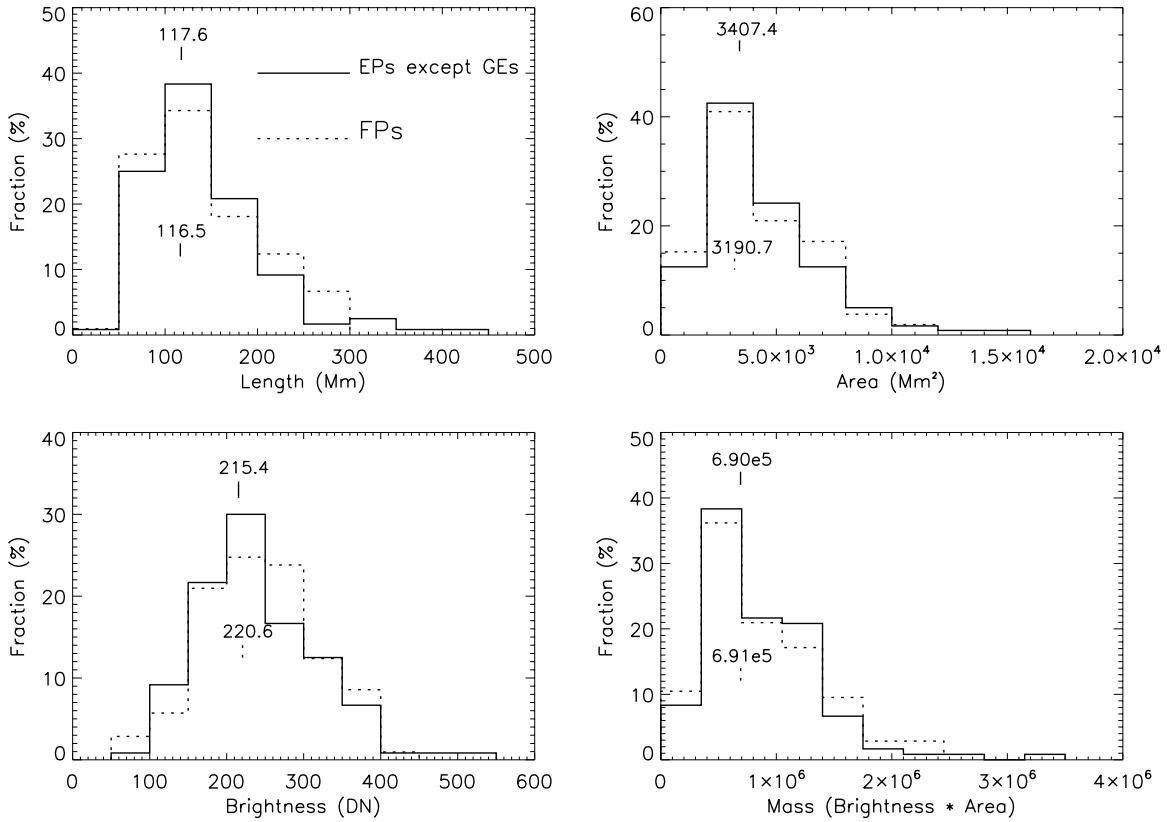 50
40
30
20
10
0
Fraction (%)
117.6
EPs except GEs
FPs
116.5
0 100 200 300 400 500
Length (Mm)
60
40
20
0
Fraction (%)
3407.4
3190.7
0 5.0×10³ 1.0×10⁴ 1.5×10⁴ 2.0×10⁴
Area (Mm²)
40
30
20
10
0
Fraction (%)
215.4
220.6
0 100 200 300 400 500 600
Brightness (DN)
50
40
30
20
10
0
Fraction (%)
6.90e5
6.91e5
0 1×10⁶ 2×10⁶ 3×10⁶ 4×10⁶
Mass (Brightness * Area)